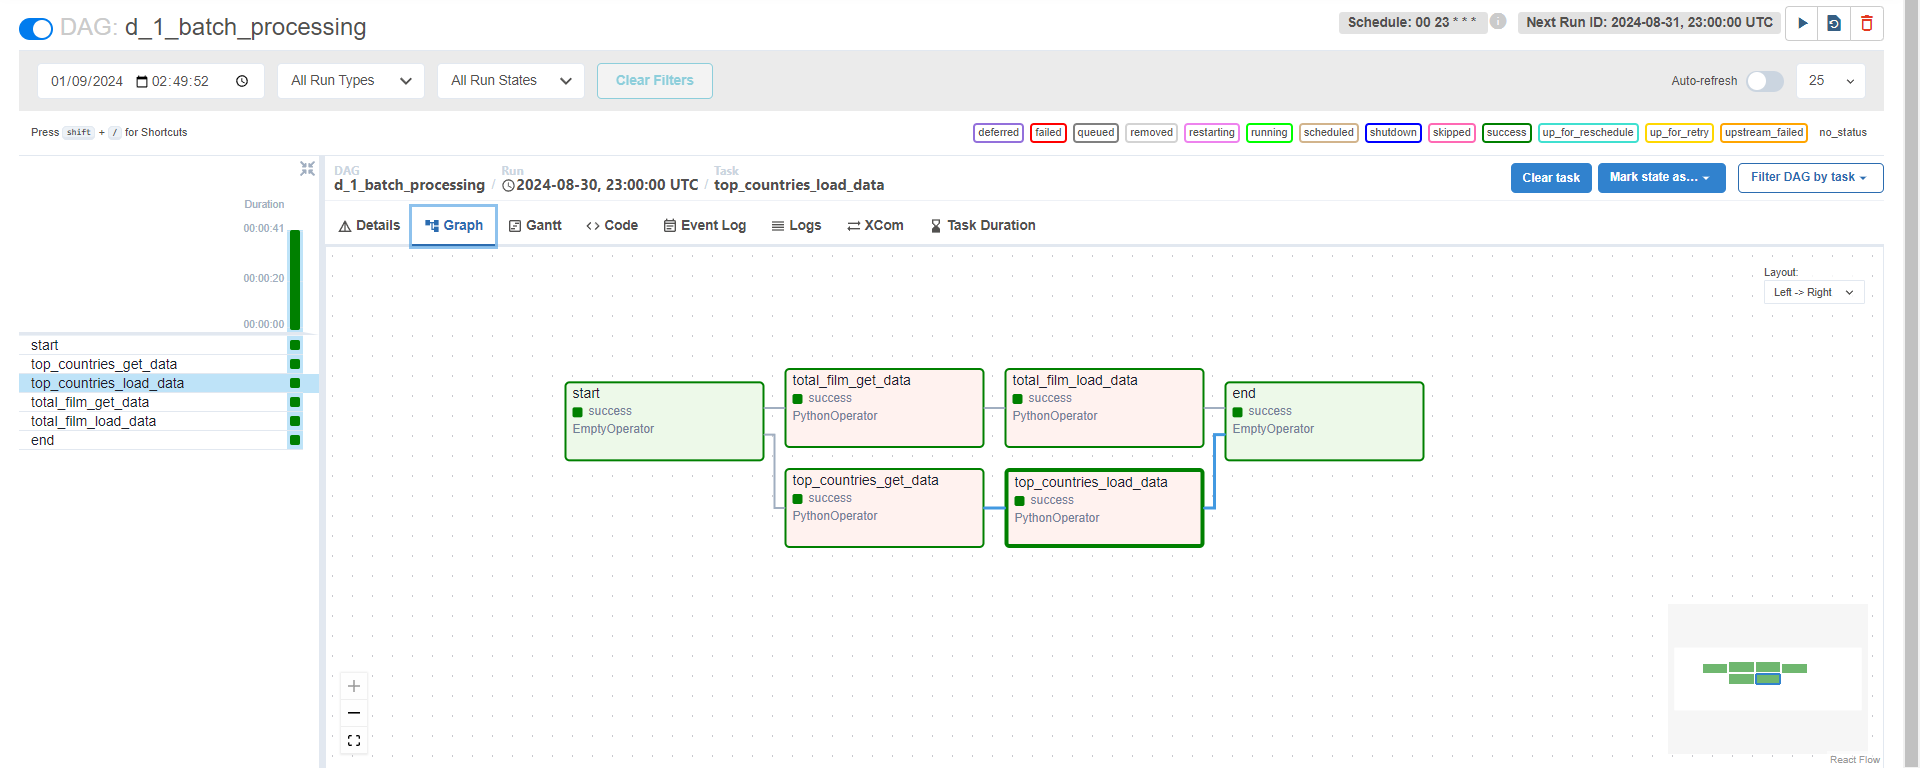 DAG: d_1_batch_processing
Schedule: 00 23 * * *
Next Run ID: 2024-08-31, 23:00:00 UTC
01/09/2024 02:49:52
All Run Types
All Run States
Clear Filters
Auto-refresh
25
Press shift + / for Shortcuts
deferred
failed
queued
removed
restarting
running
scheduled
shutdown
skipped
success
up_for_reschedule
up_for_retry
upstream_failed
no_status
Duration
00:00:41
00:00:20
00:00:00
start
top_countries_get_data
top_countries_load_data
total_film_get_data
total_film_load_data
end
DAG
d_1_batch_processing
/
Run
2024-08-30, 23:00:00 UTC
/
Task
top_countries_load_data
Clear task
Mark state as...
Filter DAG by task
Details
Graph
Gantt
Code
Event Log
Logs
XCom
Task Duration
Layout:
Left -> Right
start
success
EmptyOperator
total_film_get_data
success
PythonOperator
total_film_load_data
success
PythonOperator
end
success
EmptyOperator
top_countries_get_data
success
PythonOperator
top_countries_load_data
success
PythonOperator
React Flow